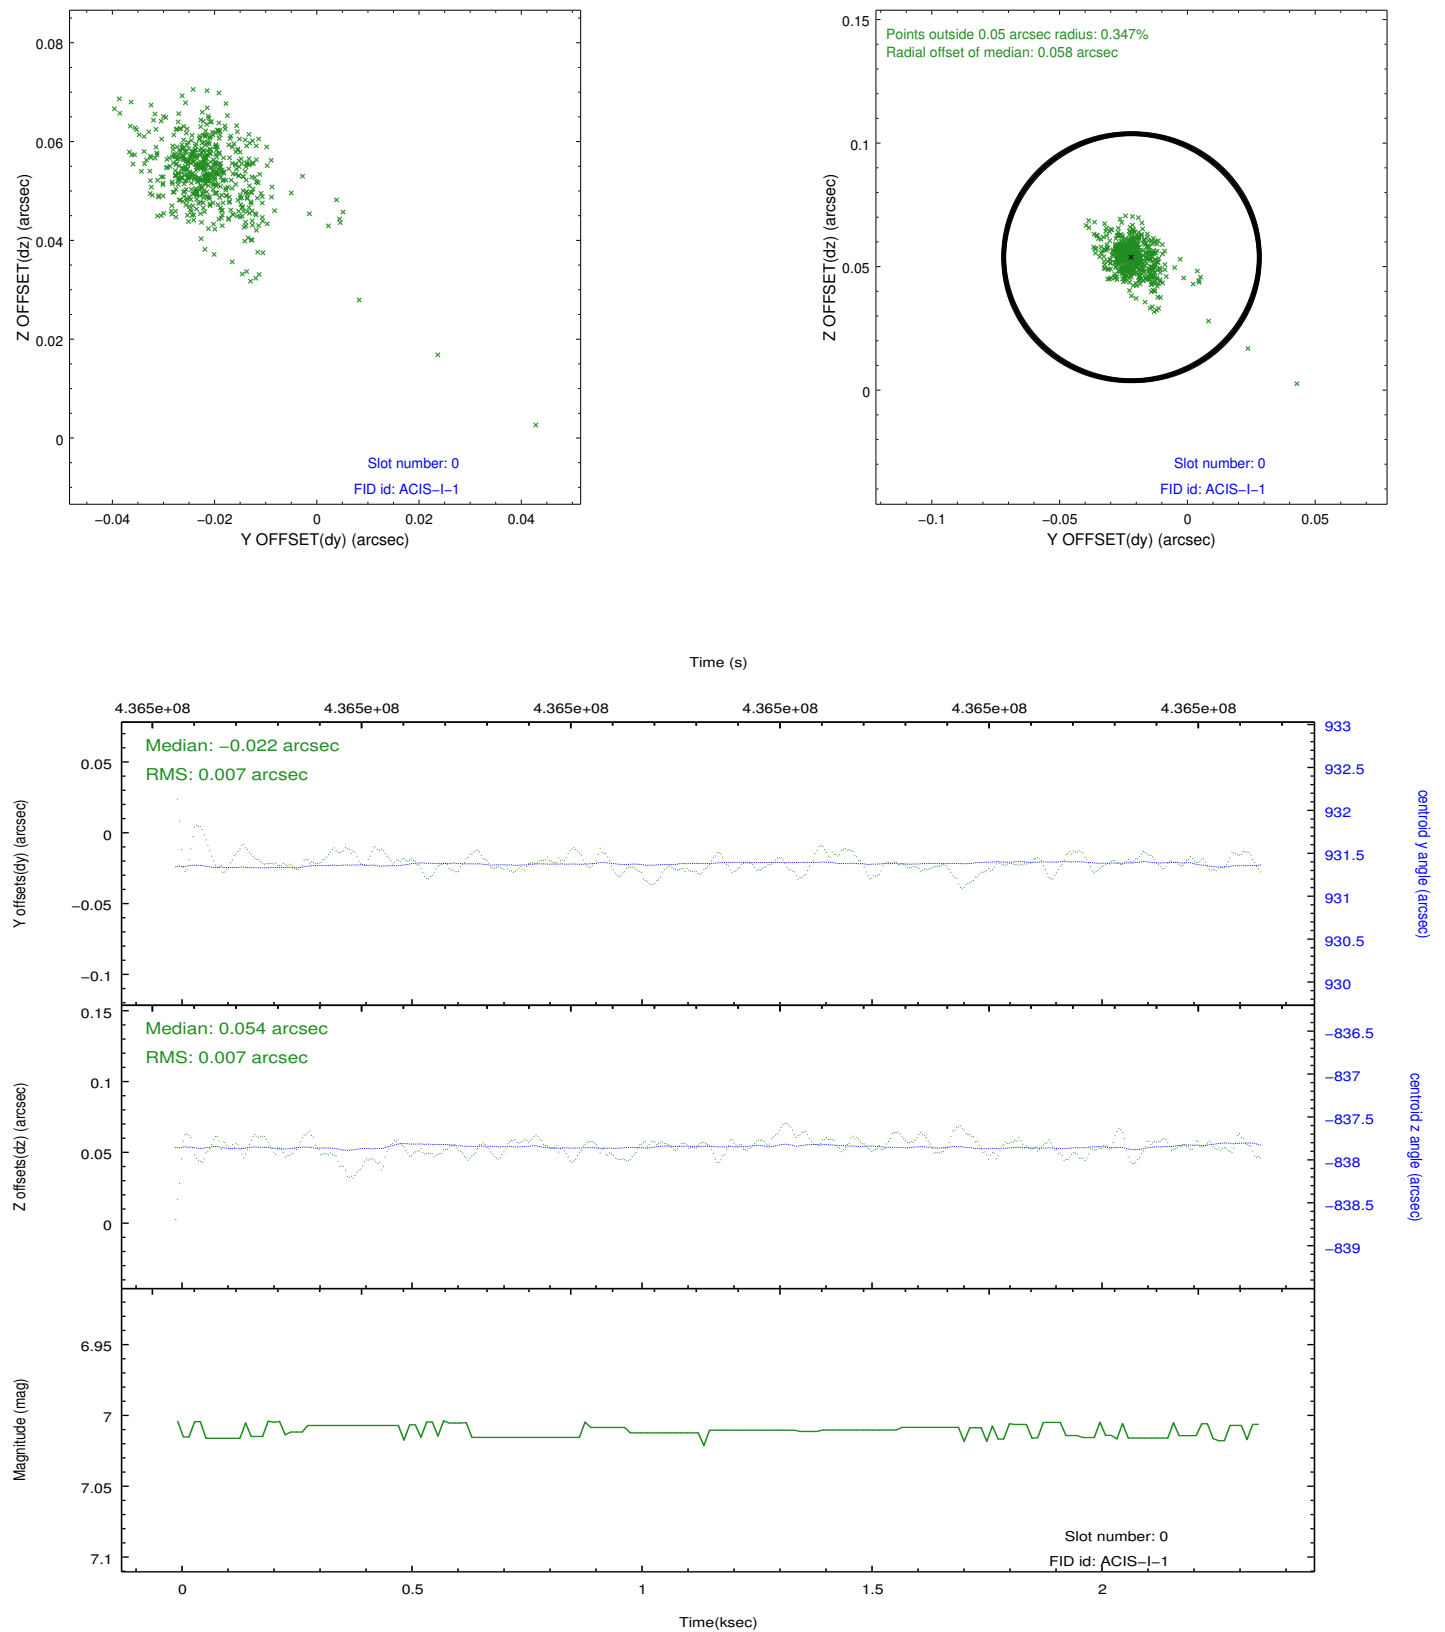 0.08
0.06
0.04
0.02
0
Z OFFSET(dz) (arcsec)
Slot number: 0
FID id: ACIS−I−1
−0.04 −0.02 0 0.02 0.04
Y OFFSET(dy) (arcsec)
Points outside 0.05 arcsec radius: 0.347%
Radial offset of median: 0.058 arcsec
0.15
0.1
0.05
0
Z OFFSET(dz) (arcsec)
Slot number: 0
FID id: ACIS−I−1
−0.1 −0.05 0 0.05
Y OFFSET(dy) (arcsec)
Time (s)
4.365e+08 4.365e+08 4.365e+08 4.365e+08 4.365e+08 4.365e+08
Median: −0.022 arcsec
RMS: 0.007 arcsec
0.05
0
−0.05
−0.1
Y offsets(dy) (arcsec)
933
932.5
932
931.5
931
930.5
930
centroid y angle (arcsec)
Median: 0.054 arcsec
RMS: 0.007 arcsec
0.15
0.1
0.05
0
Z offsets(dz) (arcsec)
−836.5
−837
−837.5
−838
−838.5
−839
centroid z angle (arcsec)
6.95
7
7.05
7.1
Magnitude (mag)
Slot number: 0
FID id: ACIS−I−1
0 0.5 1 1.5 2
Time(ksec)